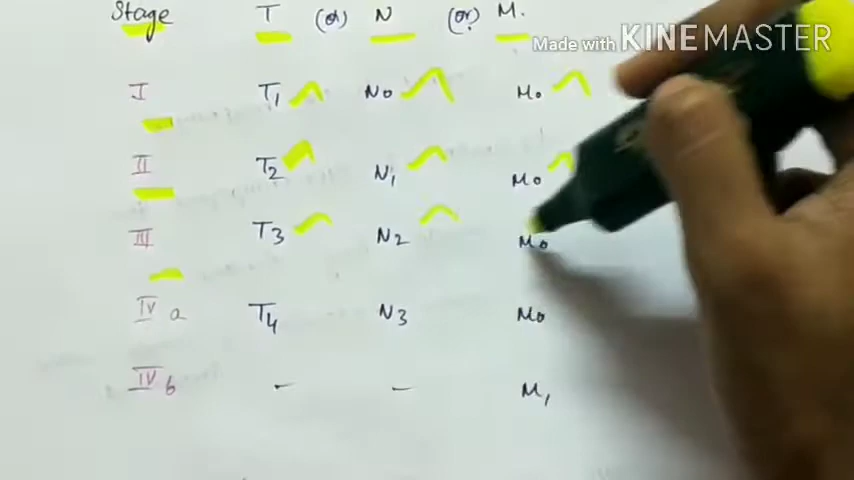 Stage T (or) N (or) M.
Made with KINEMASTER
I T1 N0 M0
II T2 N1 M0
III T3 N2 M0
IV a T4 N3 M0
IV b - - M1